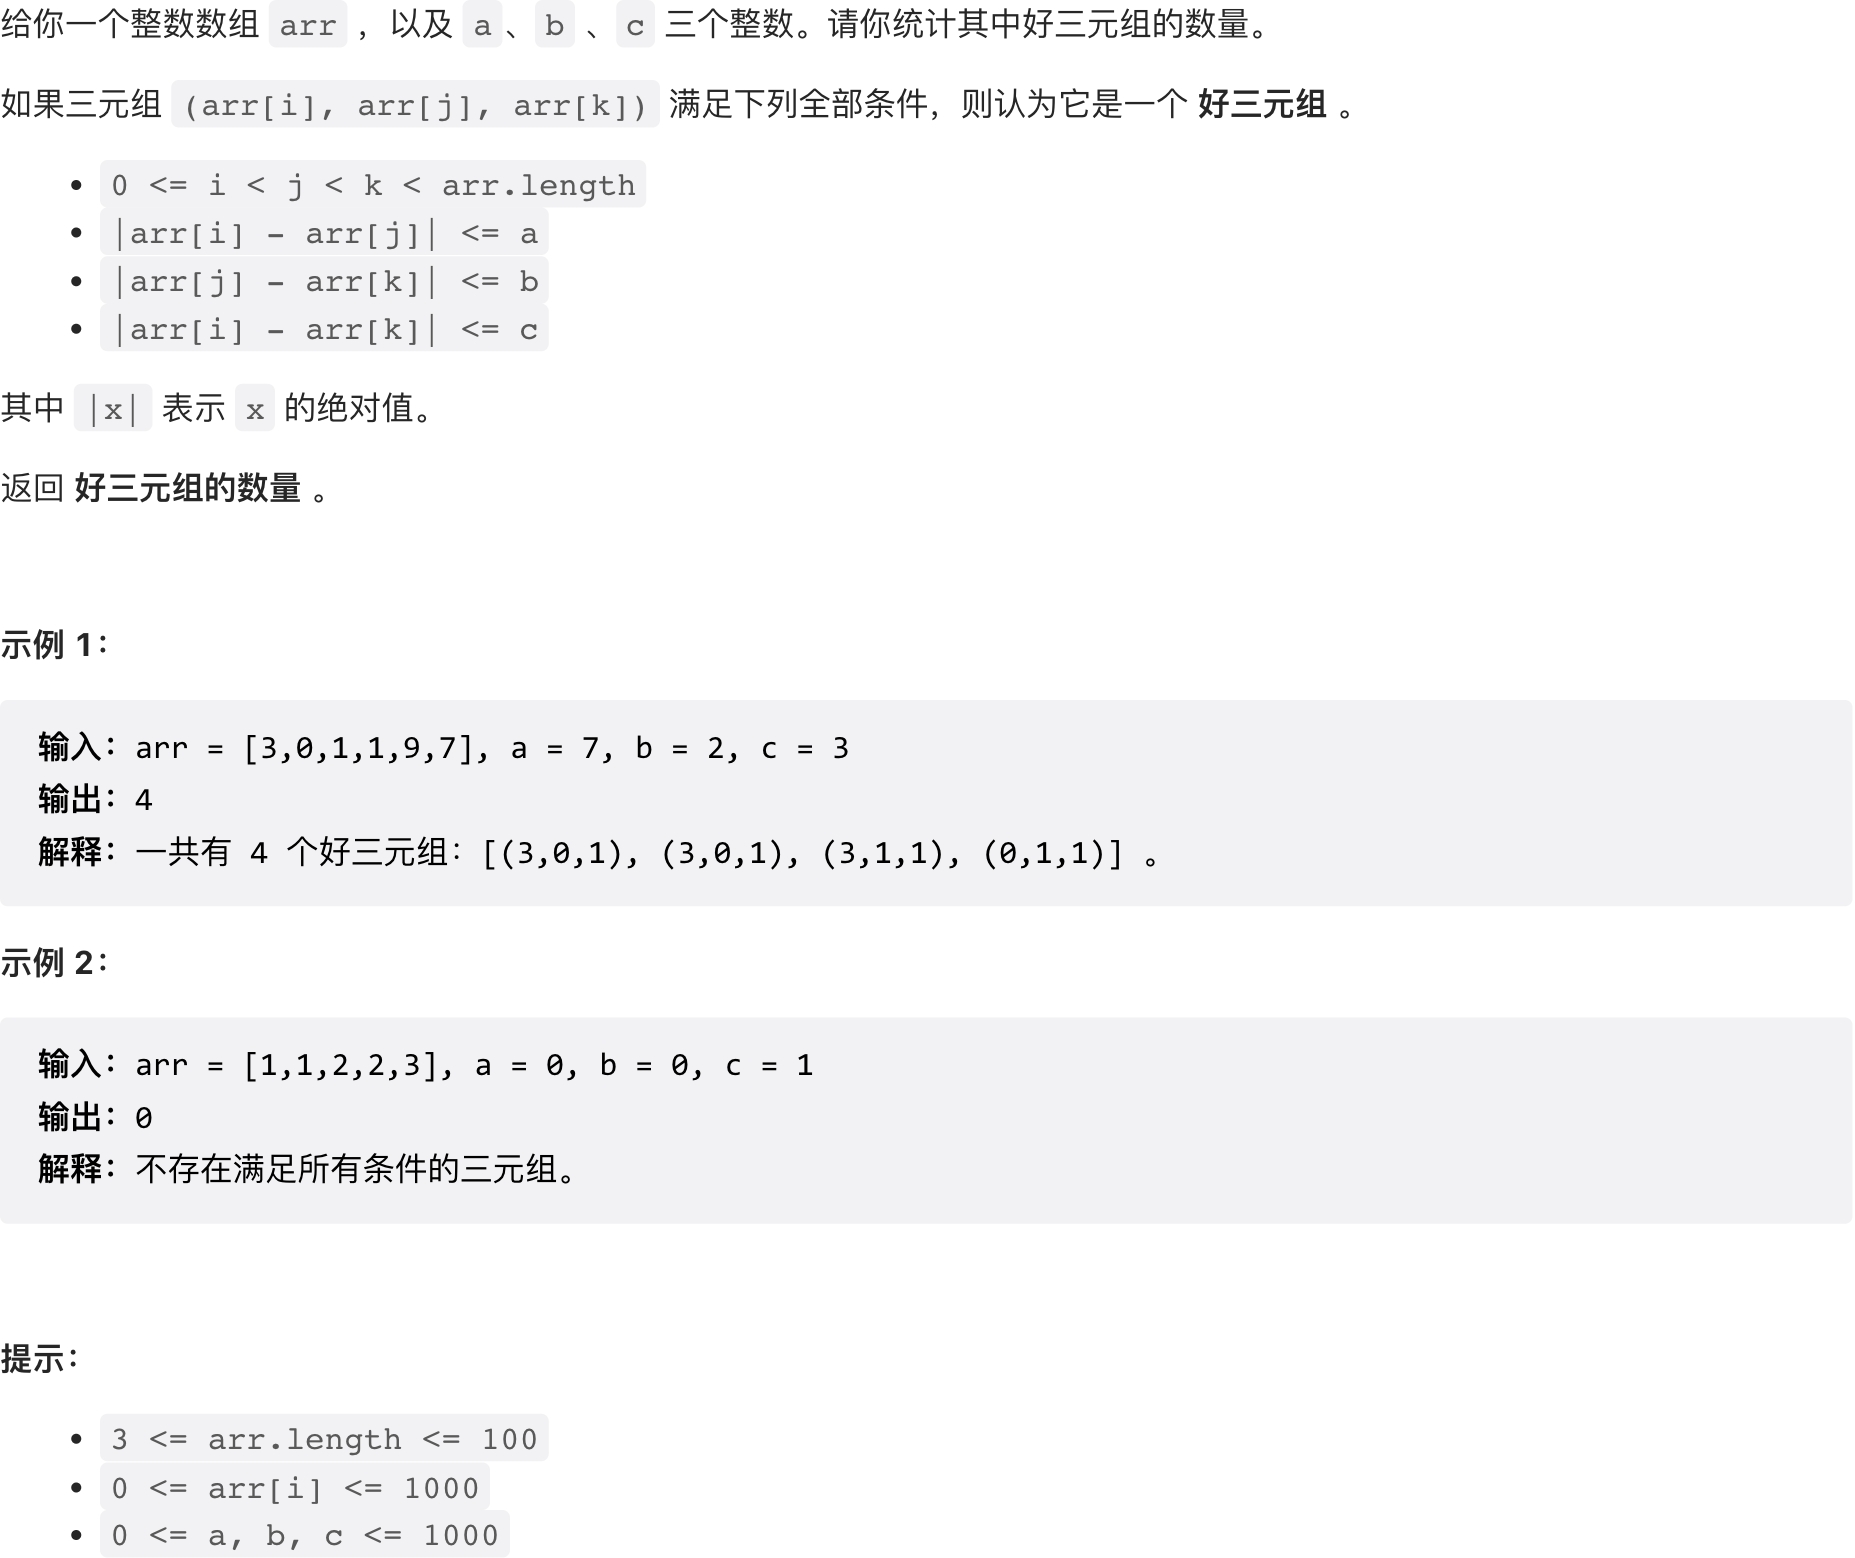 给你一个整数数组 arr ，以及 a、b 、c 三个整数。请你统计其中好三元组的数量。
如果三元组 (arr[i], arr[j], arr[k]) 满足下列全部条件，则认为它是一个 好三元组 。
• 0 <= i < j < k < arr.length
• |arr[i] - arr[j]| <= a
• |arr[j] - arr[k]| <= b
• |arr[i] - arr[k]| <= c
其中 |x| 表示 x 的绝对值。
返回 好三元组的数量 。
示例 1：
输入：arr = [3,0,1,1,9,7], a = 7, b = 2, c = 3
输出：4
解释：一共有 4 个好三元组：[(3,0,1), (3,0,1), (3,1,1), (0,1,1)] 。
示例 2：
输入：arr = [1,1,2,2,3], a = 0, b = 0, c = 1
输出：0
解释：不存在满足所有条件的三元组。
提示：
• 3 <= arr.length <= 100
• 0 <= arr[i] <= 1000
• 0 <= a, b, c <= 1000